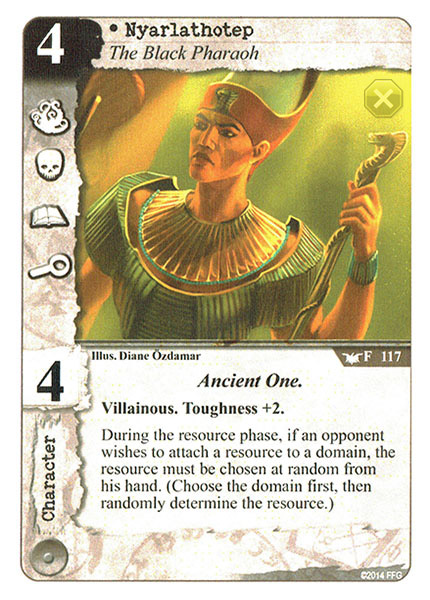 4
• Nyarlathotep
The Black Pharaoh
Illus. Diane Özdamar
F 117
4
Ancient One.
Villainous. Toughness +2.
During the resource phase, if an opponent
wishes to attach a resource to a domain, the
resource must be chosen at random from
his hand. (Choose the domain first, then
randomly determine the resource.)
Character
©2014 FFG